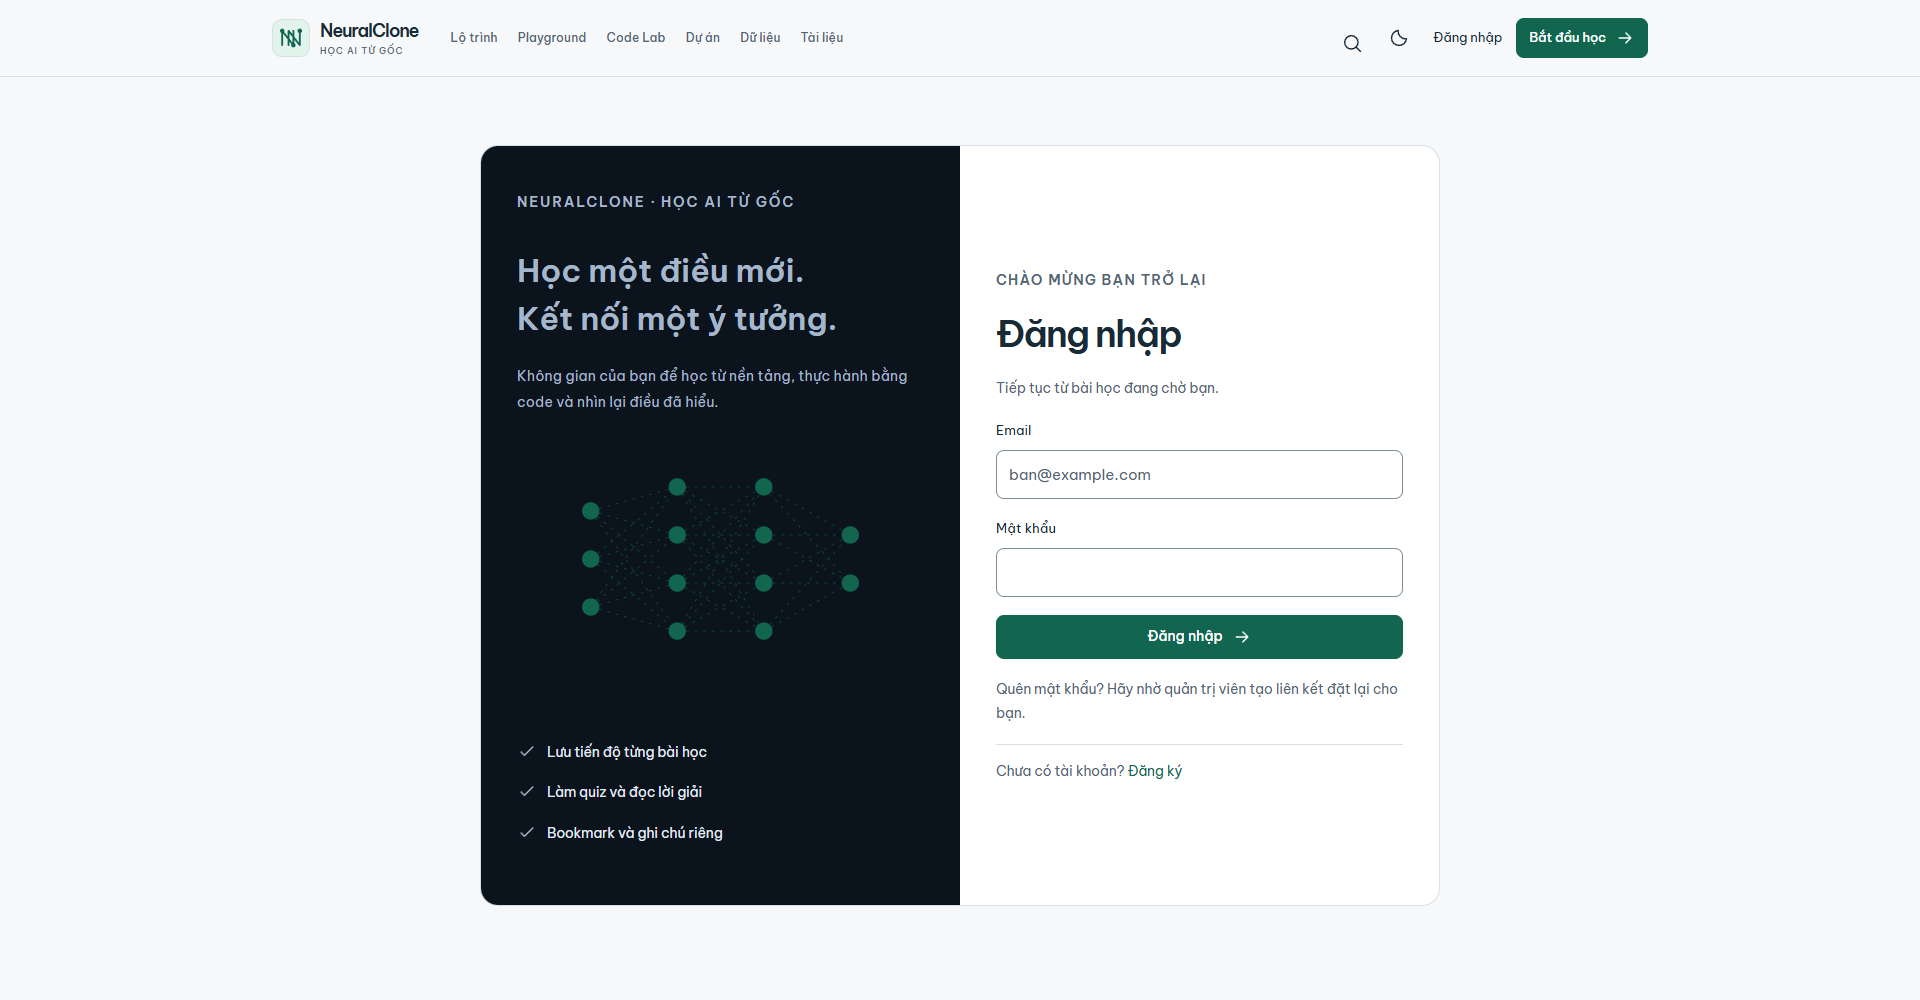 NeuralClone
HỌC AI TỪ GỐC
Lộ trình
Playground
Code Lab
Dự án
Dữ liệu
Tài liệu
Đăng nhập
Bắt đầu học
NEURALCLONE · HỌC AI TỪ GỐC
Học một điều mới.
Kết nối một ý tưởng.
Không gian của bạn để học từ nền tảng, thực hành bằng
code và nhìn lại điều đã hiểu.
Lưu tiến độ từng bài học
Làm quiz và đọc lời giải
Bookmark và ghi chú riêng
CHÀO MỪNG BẠN TRỞ LẠI
Đăng nhập
Tiếp tục từ bài học đang chờ bạn.
Email
ban@example.com
Mật khẩu
Đăng nhập
Quên mật khẩu? Hãy nhờ quản trị viên tạo liên kết đặt lại cho
bạn.
Chưa có tài khoản? Đăng ký